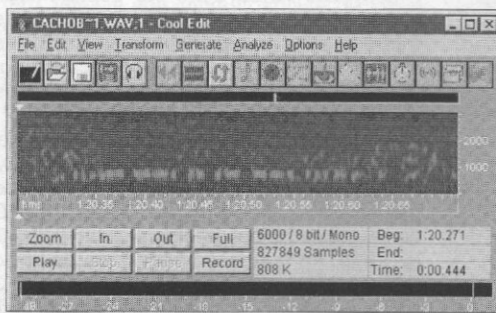 CACHOB~1.WAV;1 - Cool Edit
File Edit View Transform Generate Analyze Options Help
2000
1000
1:20.35 1:20.40 1:20.45 1:20.50 1:20.55 1:20.60 1:20.65
Zoom In Out Full 6000 / 8 bit / Mono Beg: 1:20.271
827849 Samples End:
Play Record 808 K Time: 0:00.444
-27 -24 -21 -9 -6 -3 0